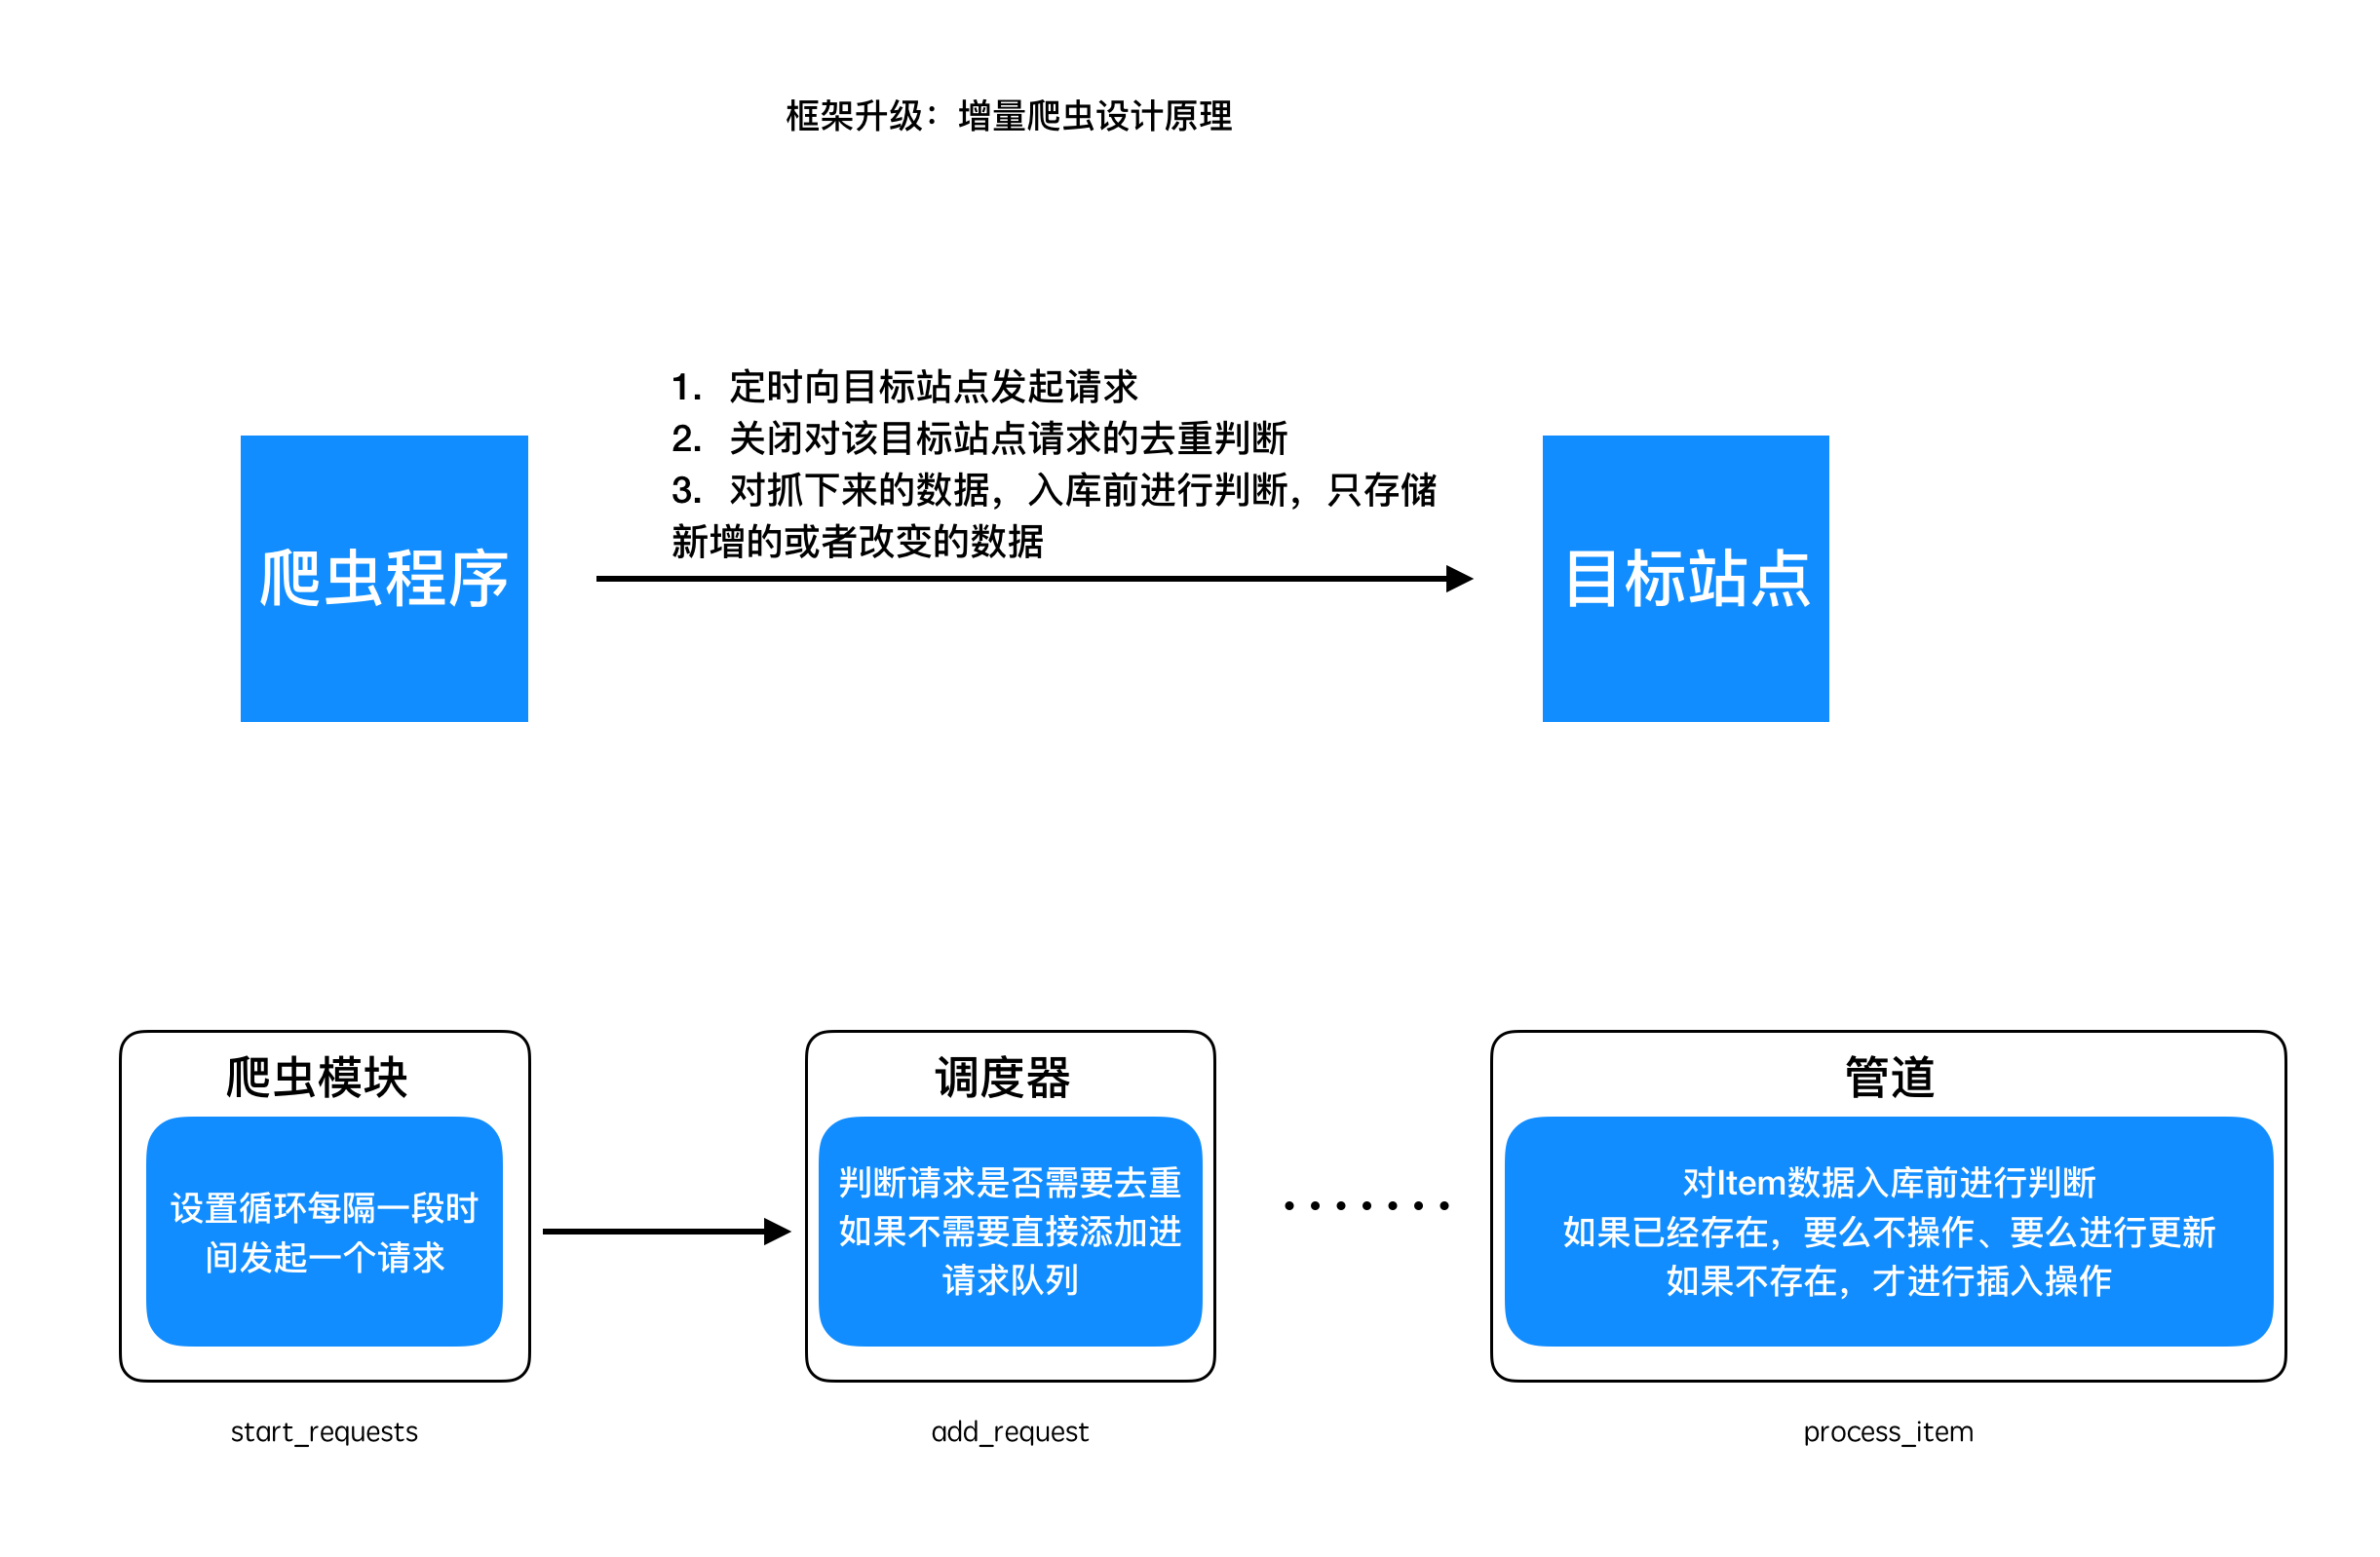 框架升级：增量爬虫设计原理
1. 定时向目标站点发起请求
2. 关闭对该目标站点请求的去重判断
3. 对抓下来的数据，入库前进行判断，只存储
新增的或者改变的数据
爬虫程序
目标站点
爬虫模块
设置循环每隔一段时
间发起一个请求
start_requests
调度器
判断请求是否需要去重
如果不需要直接添加进
请求队列
add_request
·······
管道
对Item数据入库前进行判断
如果已经存在，要么不操作、要么进行更新
如果不存在，才进行插入操作
process_item